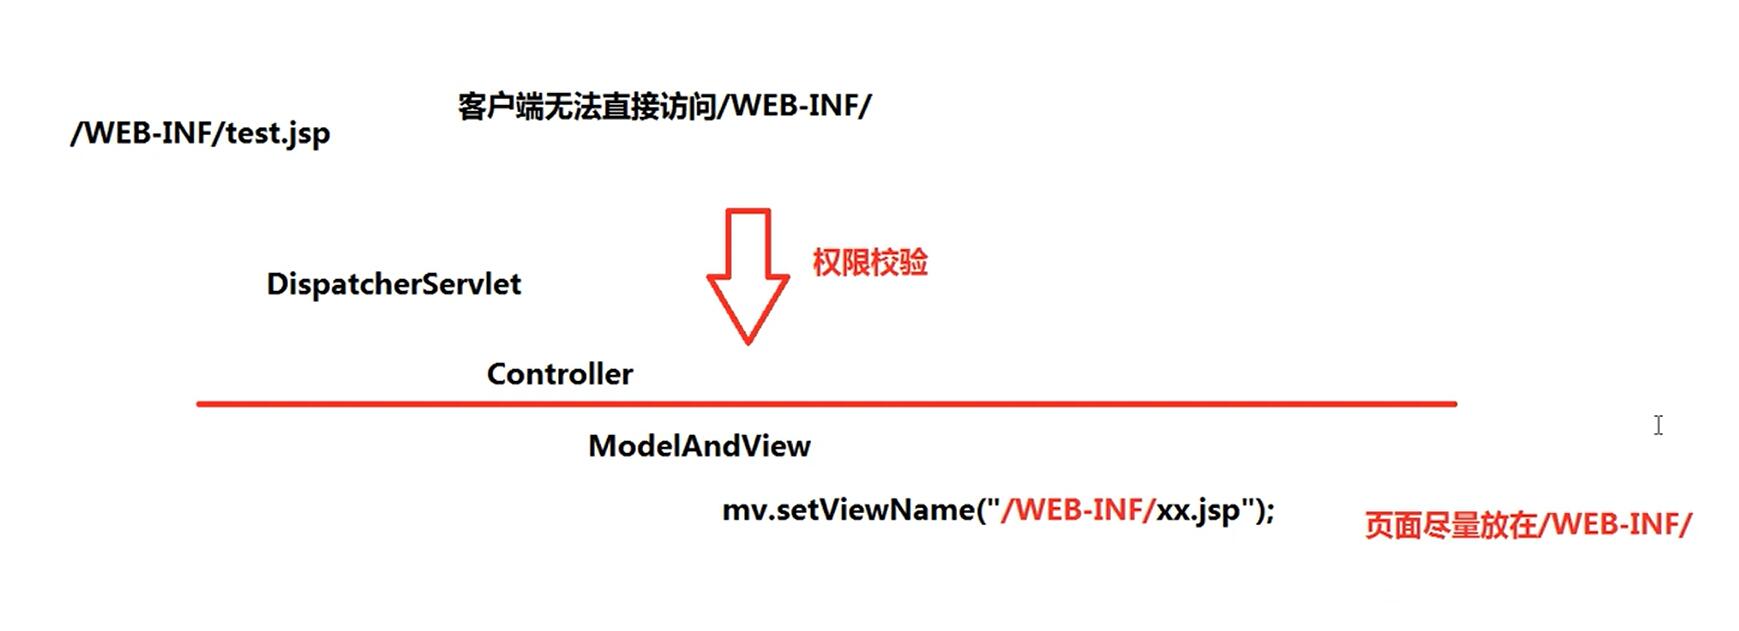 客户端无法直接访问/WEB-INF/
/WEB-INF/test.jsp
权限校验
DispatcherServlet
Controller
ModelAndView
mv.setViewName("/WEB-INF/xx.jsp");
页面尽量放在/WEB-INF/